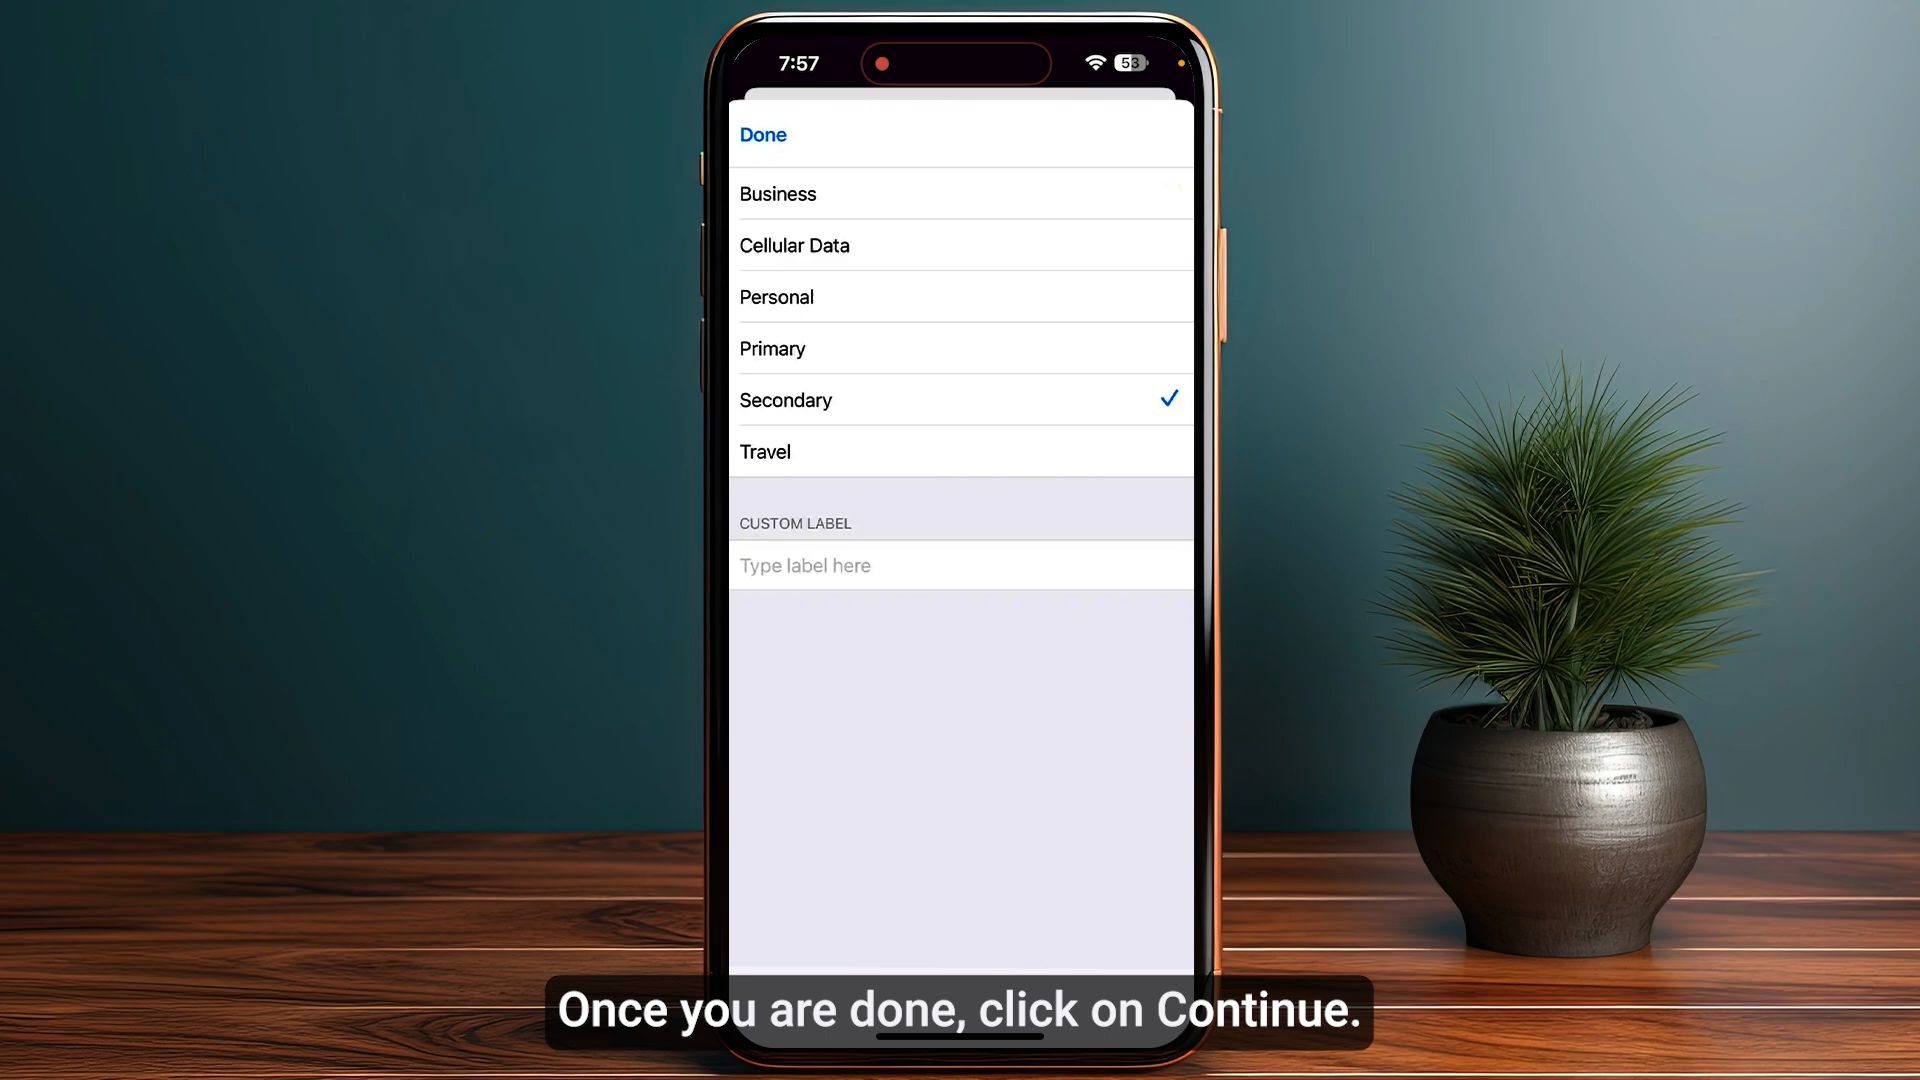 7:57
53
Done
Business
Cellular Data
Personal
Primary
Secondary
Travel
CUSTOM LABEL
Type label here
Once you are done, click on Continue.